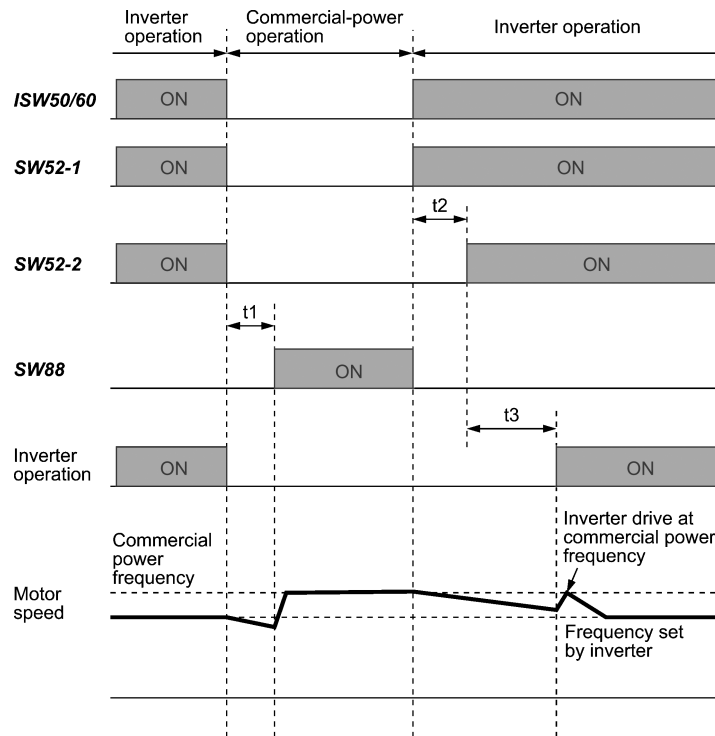 Inverter
operation
Commercial-power
operation
Inverter operation
ISW50/60
ON
ON
SW52-1
ON
ON
t2
SW52-2
ON
ON
t1
SW88
ON
t3
Inverter
operation
ON
ON
Commercial
power
frequency
Inverter drive at
commercial power
frequency
Motor
speed
Frequency set
by inverter